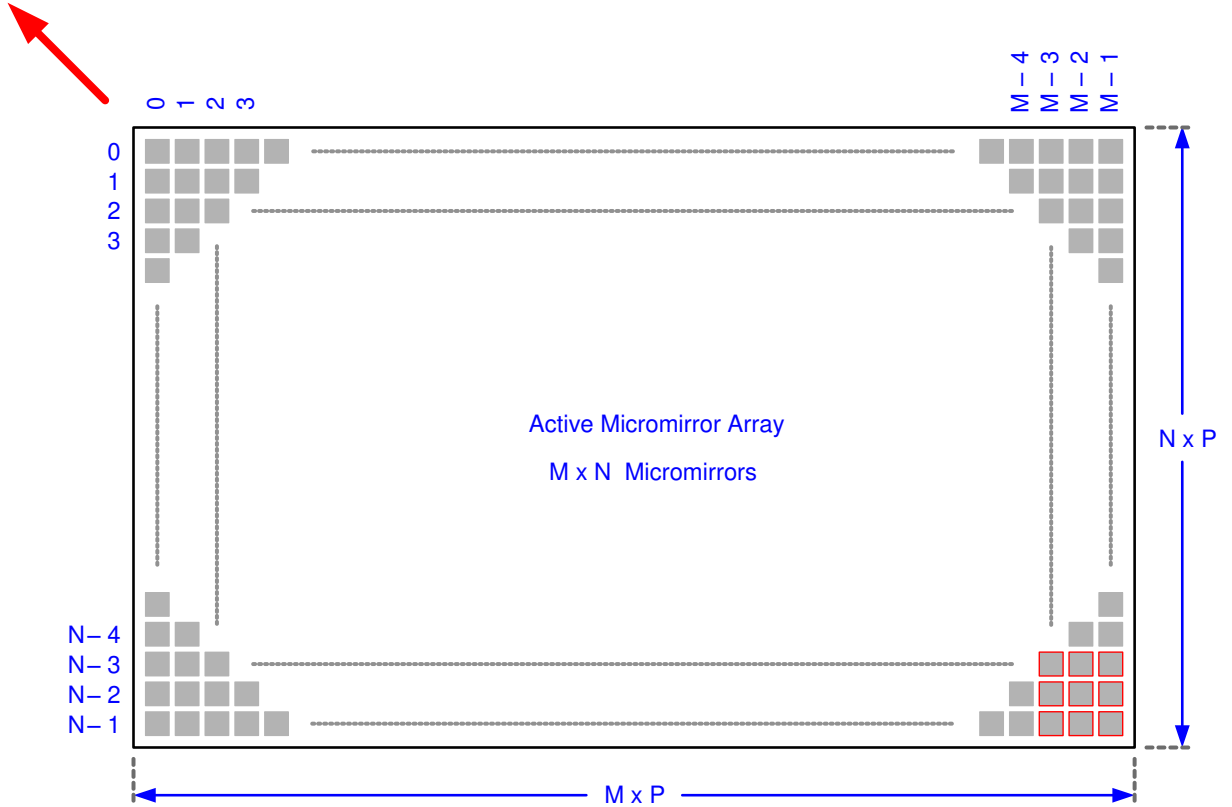 0
1
2
3
M – 4
M – 3
M – 2
M – 1
0
1
2
3
Active Micromirror Array
M x N Micromirrors
N x P
N – 4
N – 3
N – 2
N – 1
M x P